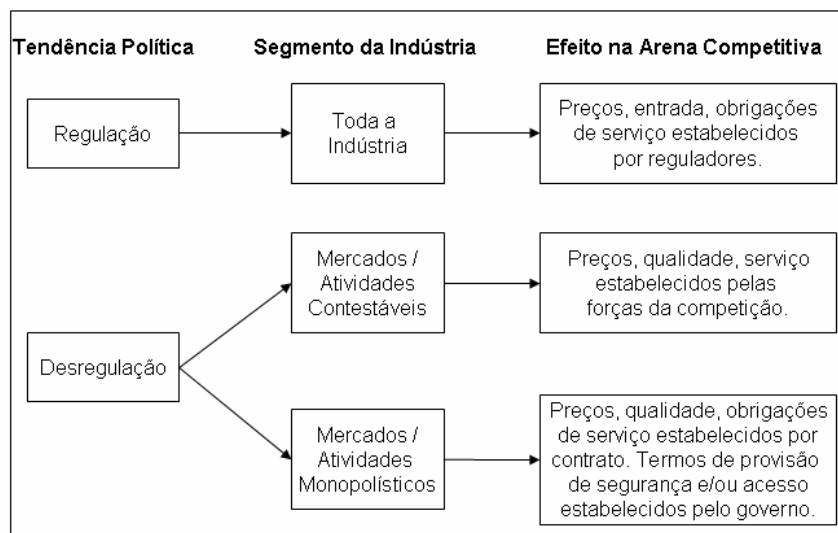 Tendência Política
Segmento da Indústria
Efeito na Arena Competitiva
Regulação
Toda a
Indústria
Preços, entrada, obrigações
de serviço estabelecidos
por reguladores.
Desregulação
Mercados /
Atividades
Contestáveis
Preços, qualidade, serviço
estabelecidos pelas
forças da competição.
Mercados /
Atividades
Monopolísticos
Preços, qualidade, obrigações
de serviço estabelecidos por
contrato. Termos de provisão
de segurança e/ou acesso
estabelecidos pelo governo.